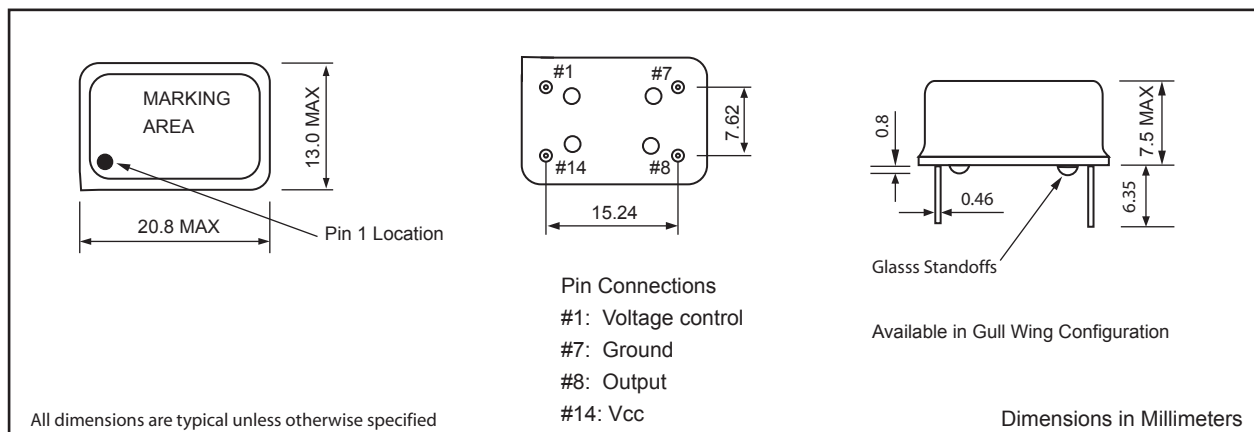 MARKING
AREA
13.0 MAX
20.8 MAX
Pin 1 Location
#1
#7
7.62
#14
#8
15.24
Pin Connections
#1: Voltage control
#7: Ground
#8: Output
#14: Vcc
0.8
7.5 MAX
0.46
6.35
Glasss Standoffs
Available in Gull Wing Configuration
All dimensions are typical unless otherwise specified
Dimensions in Millimeters